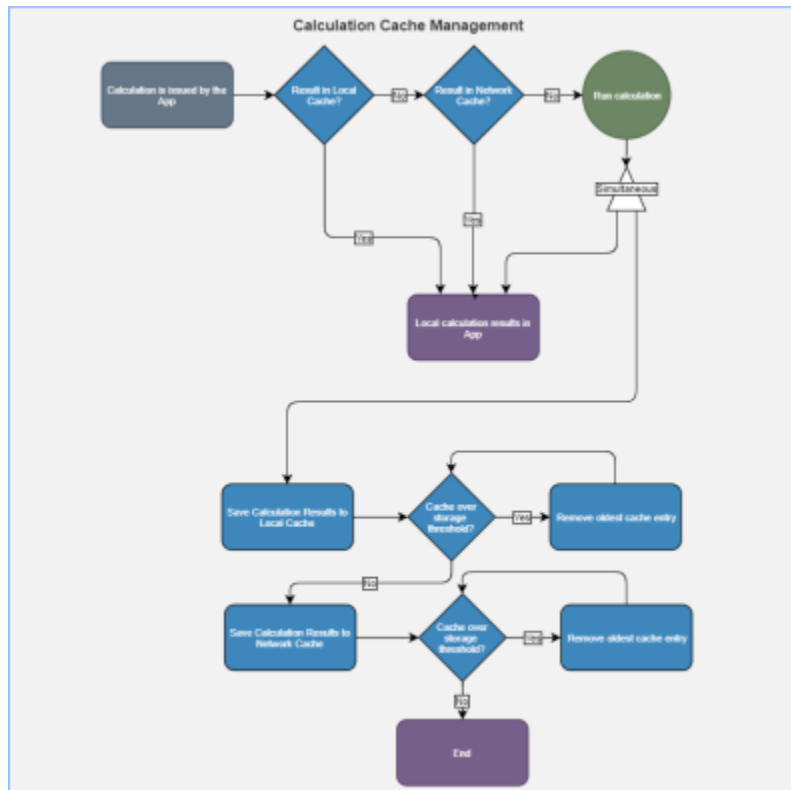 Calculation Cache Management
Calculation is issued by the
App
Result in Local
Cache?
No
Result in Network
Cache?
No
Run calculation
Simultaneous
Yes
Yes
Local calculation results in
App
Save Calculation Results to
Local Cache
Cache over
storage
threshold?
Yes
Remove oldest cache entry
No
Save Calculation Results to
Network Cache
Cache over
storage
threshold?
Yes
Remove oldest cache entry
No
End